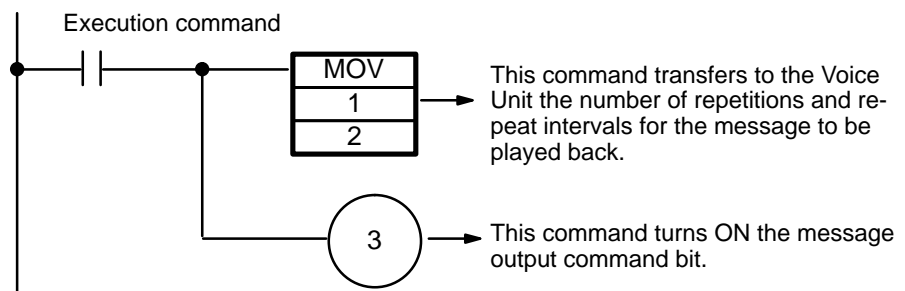 Execution command
MOV
1
2
This command transfers to the Voice
Unit the number of repetitions and re-
peat intervals for the message to be
played back.
3
This command turns ON the message
output command bit.